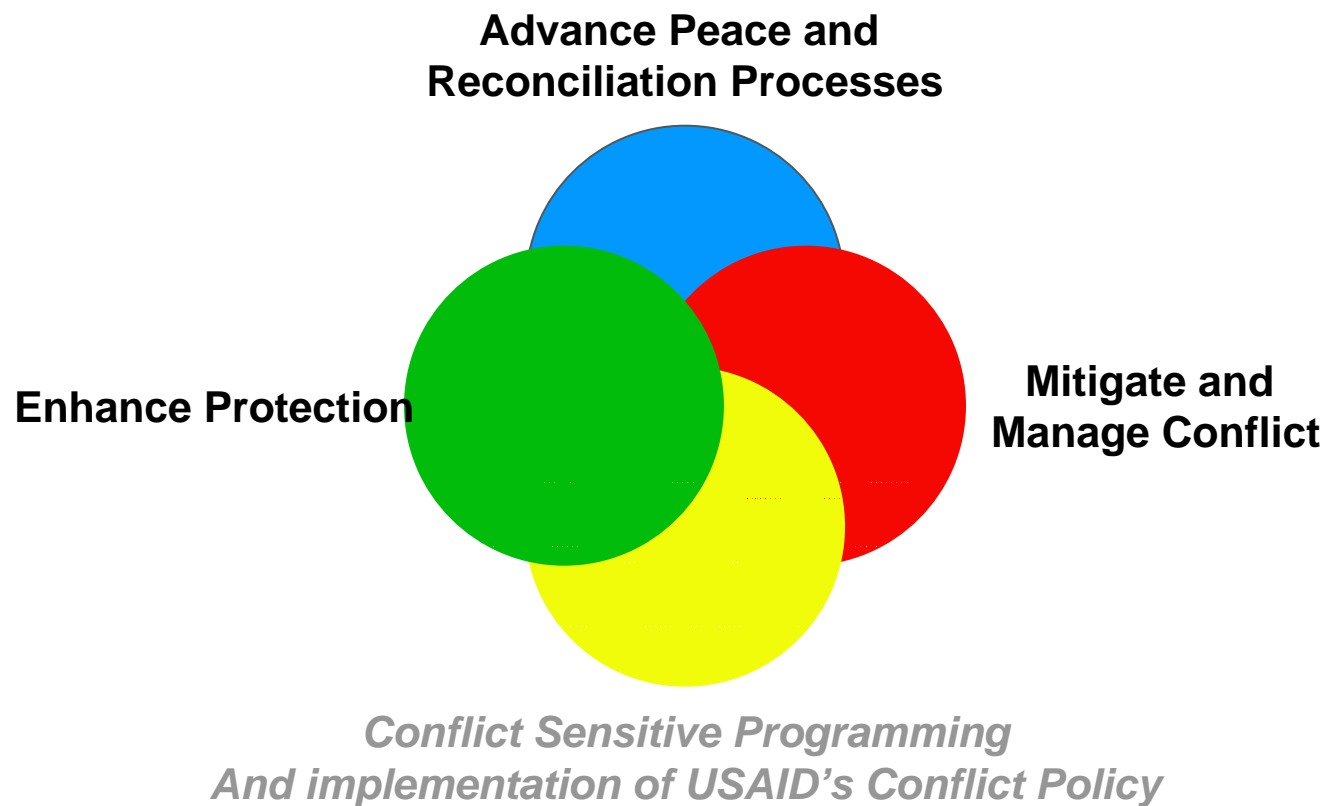 Advance Peace and
Reconciliation Processes
Enhance Protection
Mitigate and
Manage Conflict
Conflict Sensitive Programming
And implementation of USAID's Conflict Policy